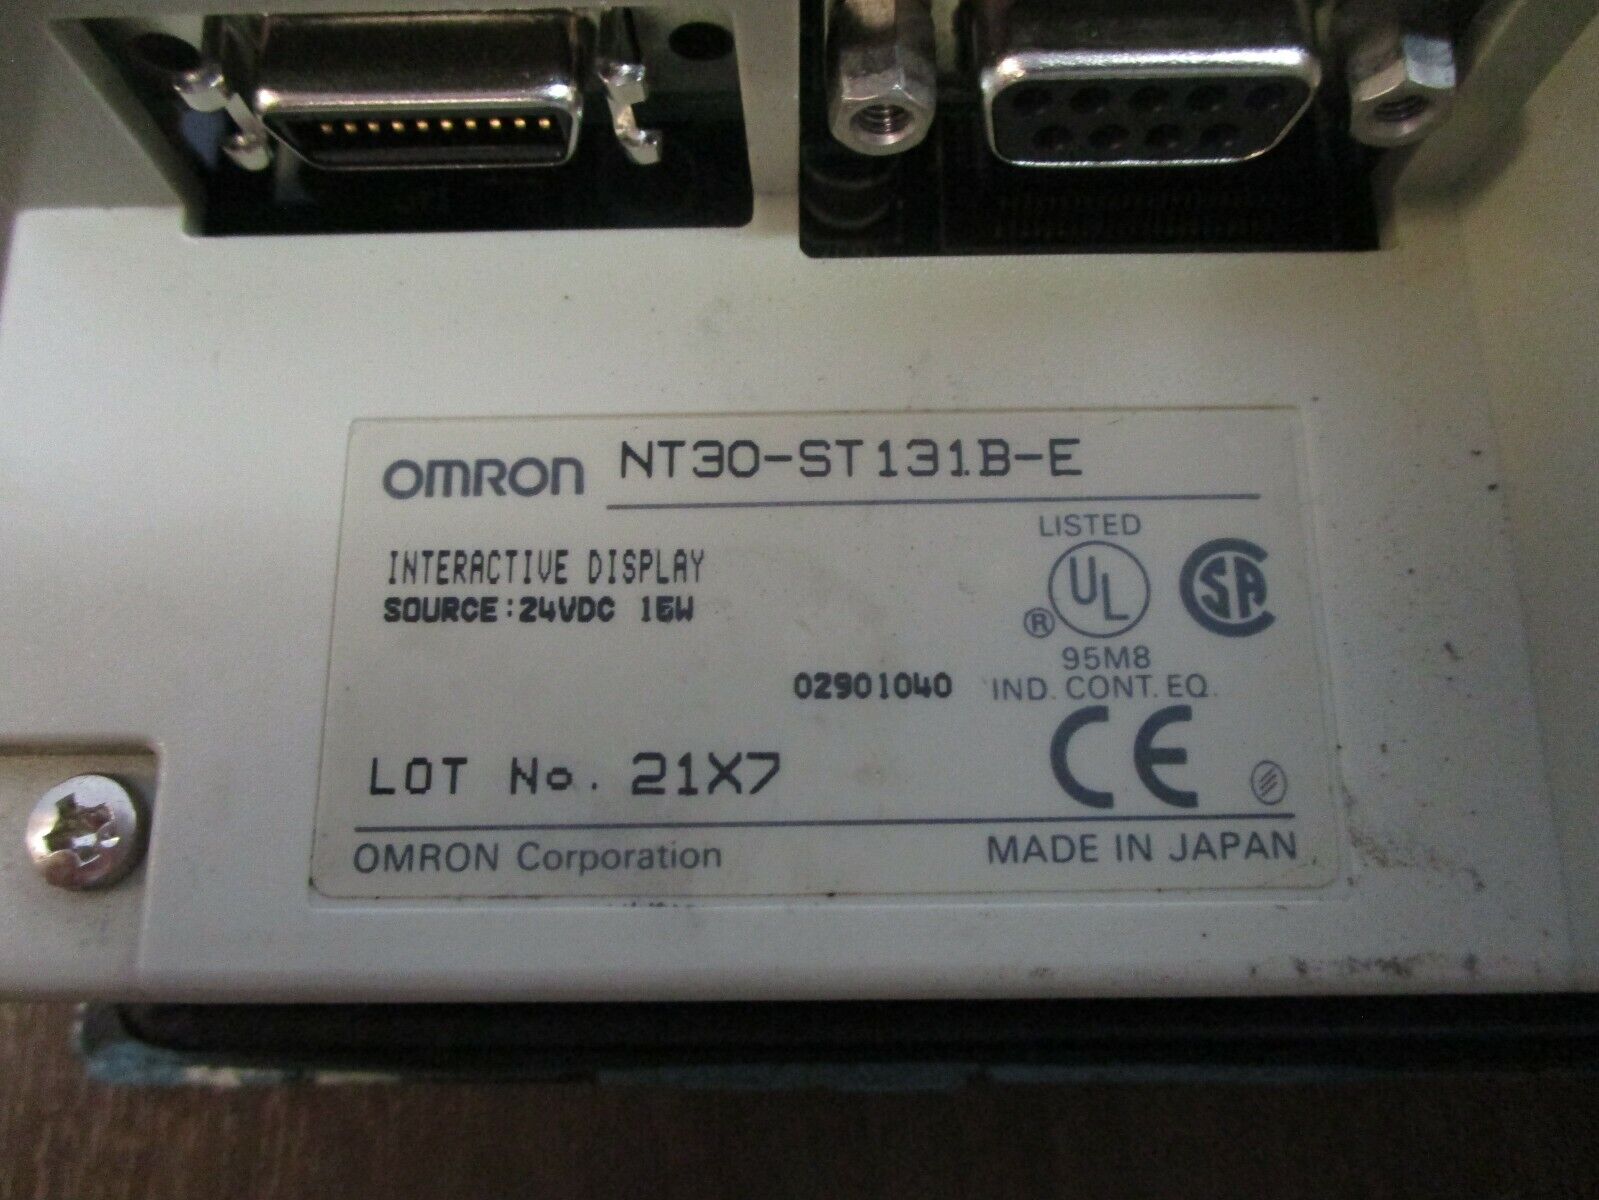 OMRON NT30-ST131B-E
LISTED
INTERACTIVE DISPLAY
UL
SA
SOURCE:24VDC 15W
®
95M8
02901040 IND. CONT. EQ.
CE
LOT No. 21X7
OMRON Corporation MADE IN JAPAN